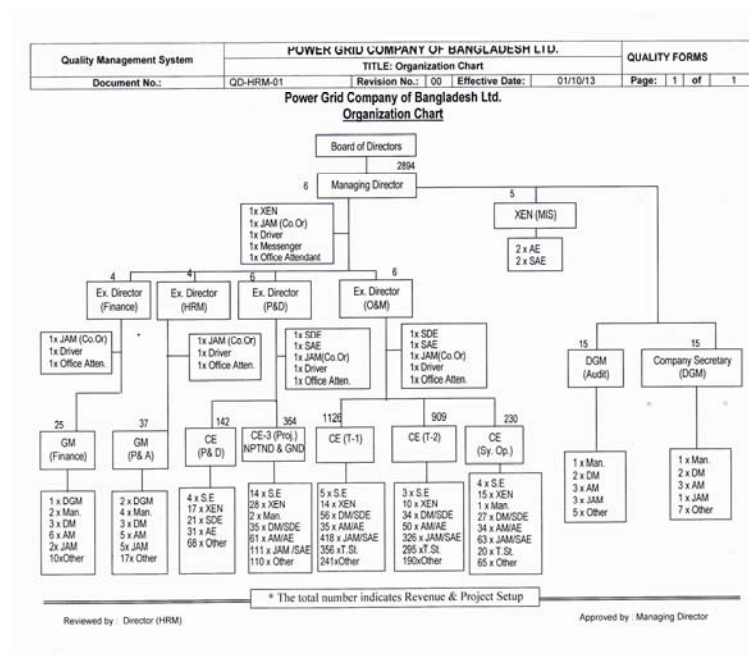 Quality Management System
POWER GRID COMPANY OF BANGLADESH LTD.
QUALITY FORMS
TITLE: Organization Chart
Document No.: QD-HRM-01 Revision No.: 00 Effective Date: 01/10/13 Page: 1 of 1
Power Grid Company of Bangladesh Ltd.
Organization Chart
Board of Directors
2894
6
Managing Director
1x XEN
1x JAM (Co.Or)
1x Driver
1x Messenger
1x Office Attendant
5
XEN (MIS)
2 x AE
2 x SAE
4
Ex. Director
(Finance)
4
Ex. Director
(HRM)
6
Ex. Director
(P&D)
6
Ex. Director
(O&M)
1x JAM (Co.Or)
1x Driver
1x Office Atten.
1x JAM (Co.Or)
1x Driver
1x Office Atten.
1x SDE
1x SAE
1x JAM(Co.Or)
1x Driver
1x Office Atten.
1x SDE
1x SAE
1x JAM(Co.Or)
1x Driver
1x Office Atten.
15
DGM
(Audit)
15
Company Secretary
(DGM)
25
GM
(Finance)
37
GM
(P& A)
142
CE
(P& D)
364
CE-3 (Proj.)
NPTND & GND
1126
CE (T-1)
909
CE (T-2)
230
CE
(Sy. Op.)
1 x DGM
2 x Man.
3 x DM
6 x AM
2x JAM
10xOther
2 x DGM
4 x Man.
3 x DM
5 x AM
5x JAM
17x Other
4 x S.E
17 x XEN
21 x SDE
31 x AE
68 x Other
14 x S.E
28 x XEN
2 x Man.
35 x DM/SDE
61 x AM/AE
111 x JAM /SAE
110 x Other
5 x S.E
14 x XEN
56 x DM/SDE
35 x AM/AE
418 x JAM/SAE
356 xT.St.
241xOther
3 x S.E
10 x XEN
34 x DM/SDE
50 x AM/AE
326 x JAM/SAE
295 xT.St.
190xOther
4 x S.E
15 x XEN
1 x Man.
27 x DM/SDE
34 x AM/AE
63 x JAM/SAE
20 x T.St.
65 x Other
1 x Man.
2 x DM
3 x AM
3 x JAM
5 x Other
1 x Man.
2 x DM
3 x AM
1 x JAM
7 x Other
* The total number indicates Revenue & Project Setup
Reviewed by : Director (HRM)
Approved by : Managing Director